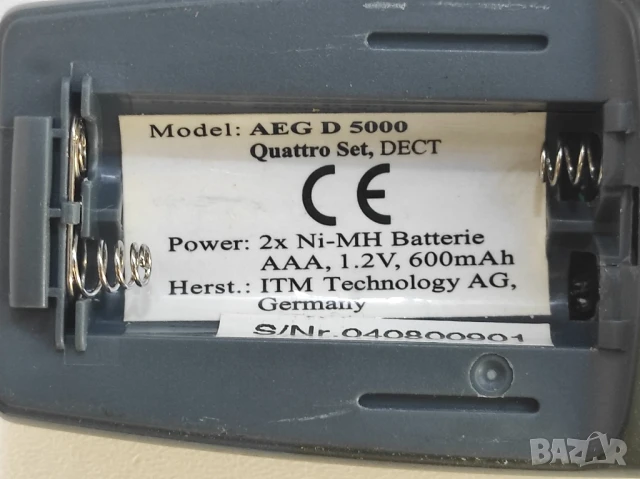 Model: AEG D 5000
Quattro Set, DECT
CE
Power: 2x Ni-MH Batterie
AAA, 1.2V, 600mAh
Herst.: ITM Technology AG,
Germany
S/Nr.040800901
BAZAR